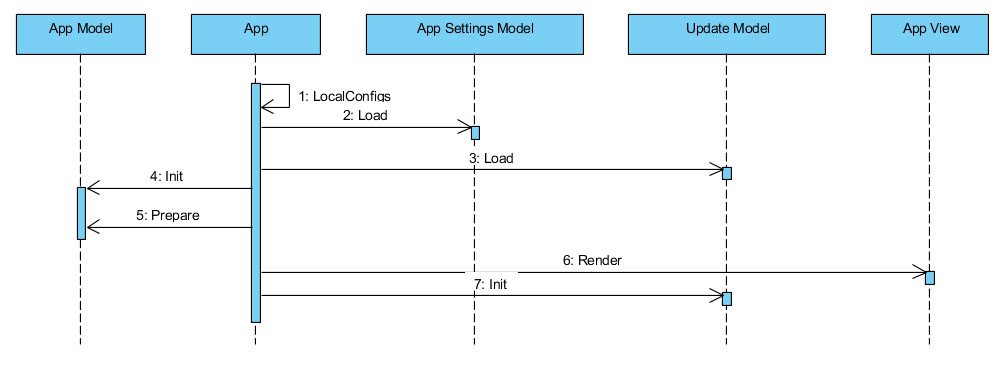 App Model
App
App Settings Model
Update Model
App View
1: LocalConfigs
2: Load
3: Load
4: Init
5: Prepare
6: Render
7: Init